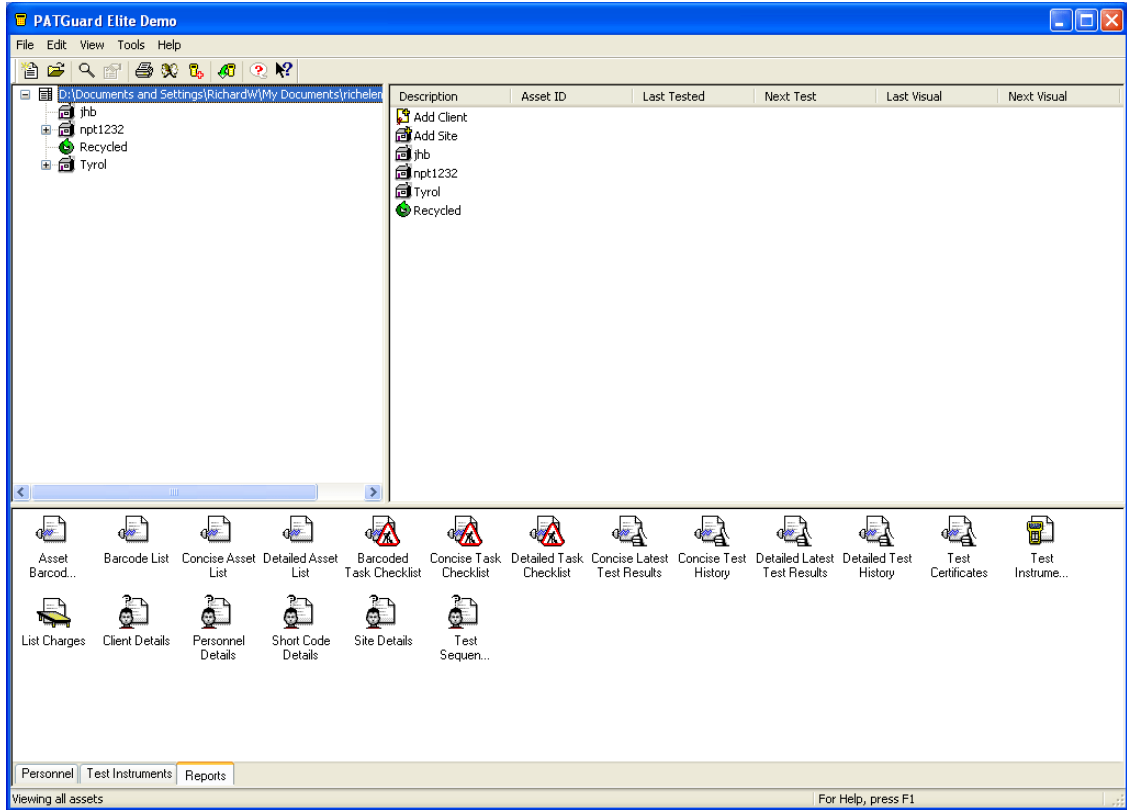 PATGuard Elite Demo
File Edit View Tools Help
D:\Documents and Settings\RichardW\My Documents\richelen
jhb
npt1232
Recycled
Tyrol
Description Asset ID Last Tested Next Test Last Visual Next Visual
Add Client
Add Site
jhb
npt1232
Tyrol
Recycled
Asset Barcod...
Barcode List
Concise Asset List
Detailed Asset List
Barcoded Task Checklist
Concise Task Checklist
Detailed Task Checklist
Concise Latest Test Results
Concise Test History
Detailed Latest Test Results
Detailed Test History
Test Certificates
Test Instrume...
List Charges
Client Details
Personnel Details
Short Code Details
Site Details
Test Sequen...
Personnel Test Instruments Reports
Viewing all assets
For Help, press F1